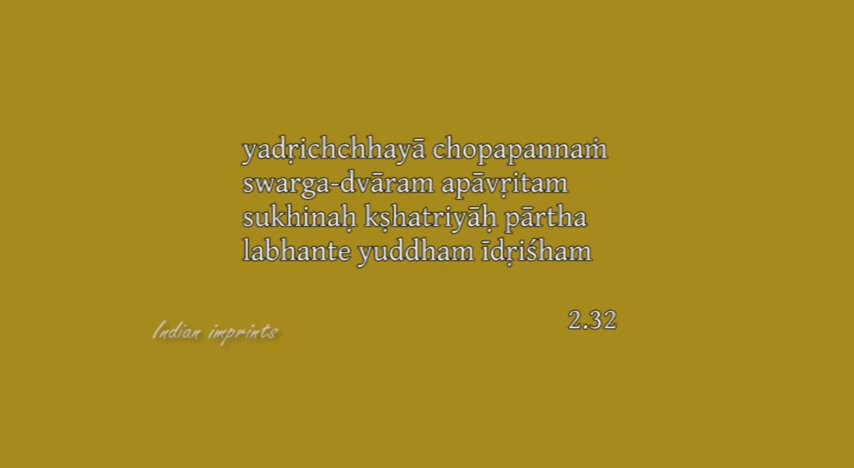 yadṛichchhayā chopapannaṁ
swarga-dvāram apāvṛitam
sukhinaḥ kṣhatriyāḥ pārtha
labhante yuddham īdṛiśham
2.32
Indian imprints